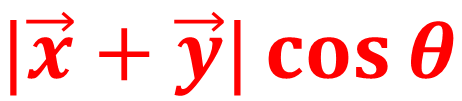 |x⃗ + y⃗| cos θ